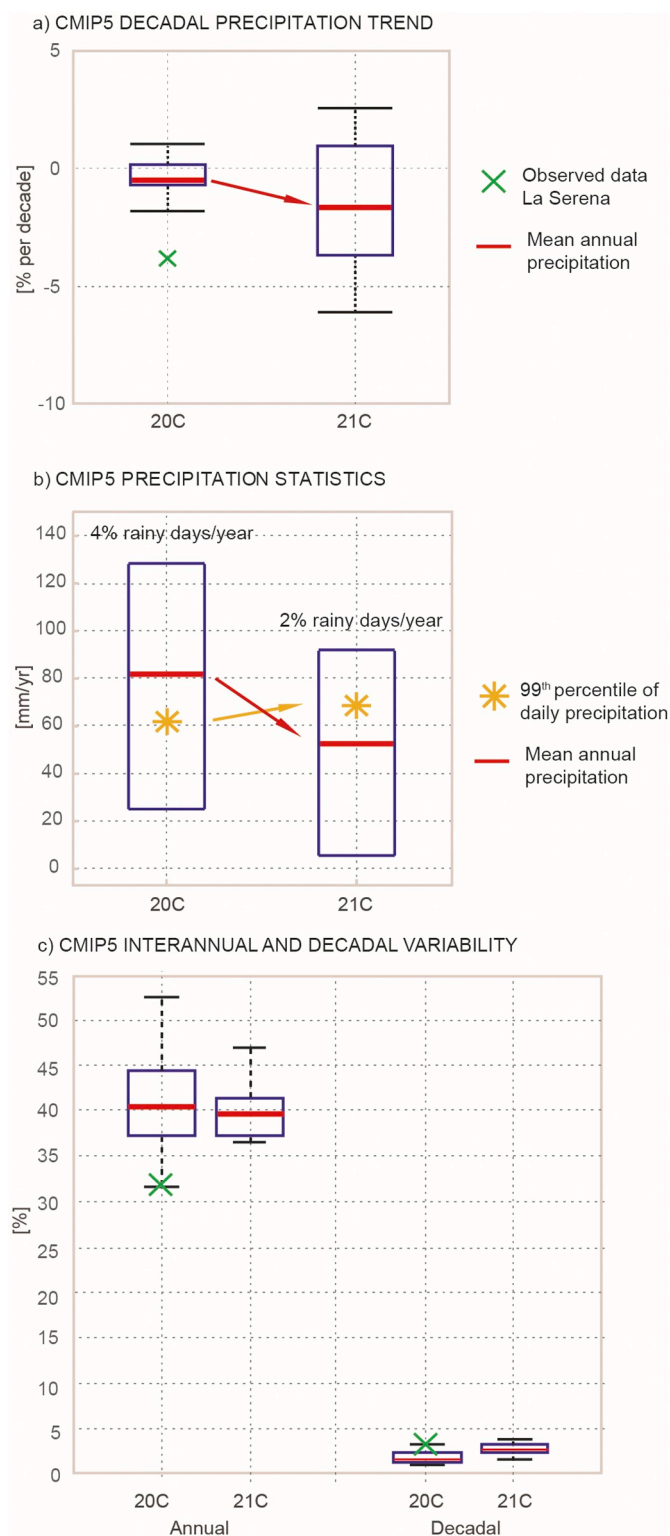 a) CMIP5 DECADAL PRECIPITATION TREND
5
0
-5
-10
[% per decade]
20C
21C
Observed data
La Serena
Mean annual
precipitation
b) CMIP5 PRECIPITATION STATISTICS
140
120
100
80
60
40
20
0
[mm/yr]
4% rainy days/year
2% rainy days/year
20C
21C
99th percentile of
daily precipitation
Mean annual
precipitation
c) CMIP5 INTERANNUAL AND DECADAL VARIABILITY
55
50
45
40
35
30
25
20
15
10
5
0
[%]
20C
21C
20C
21C
Annual
Decadal